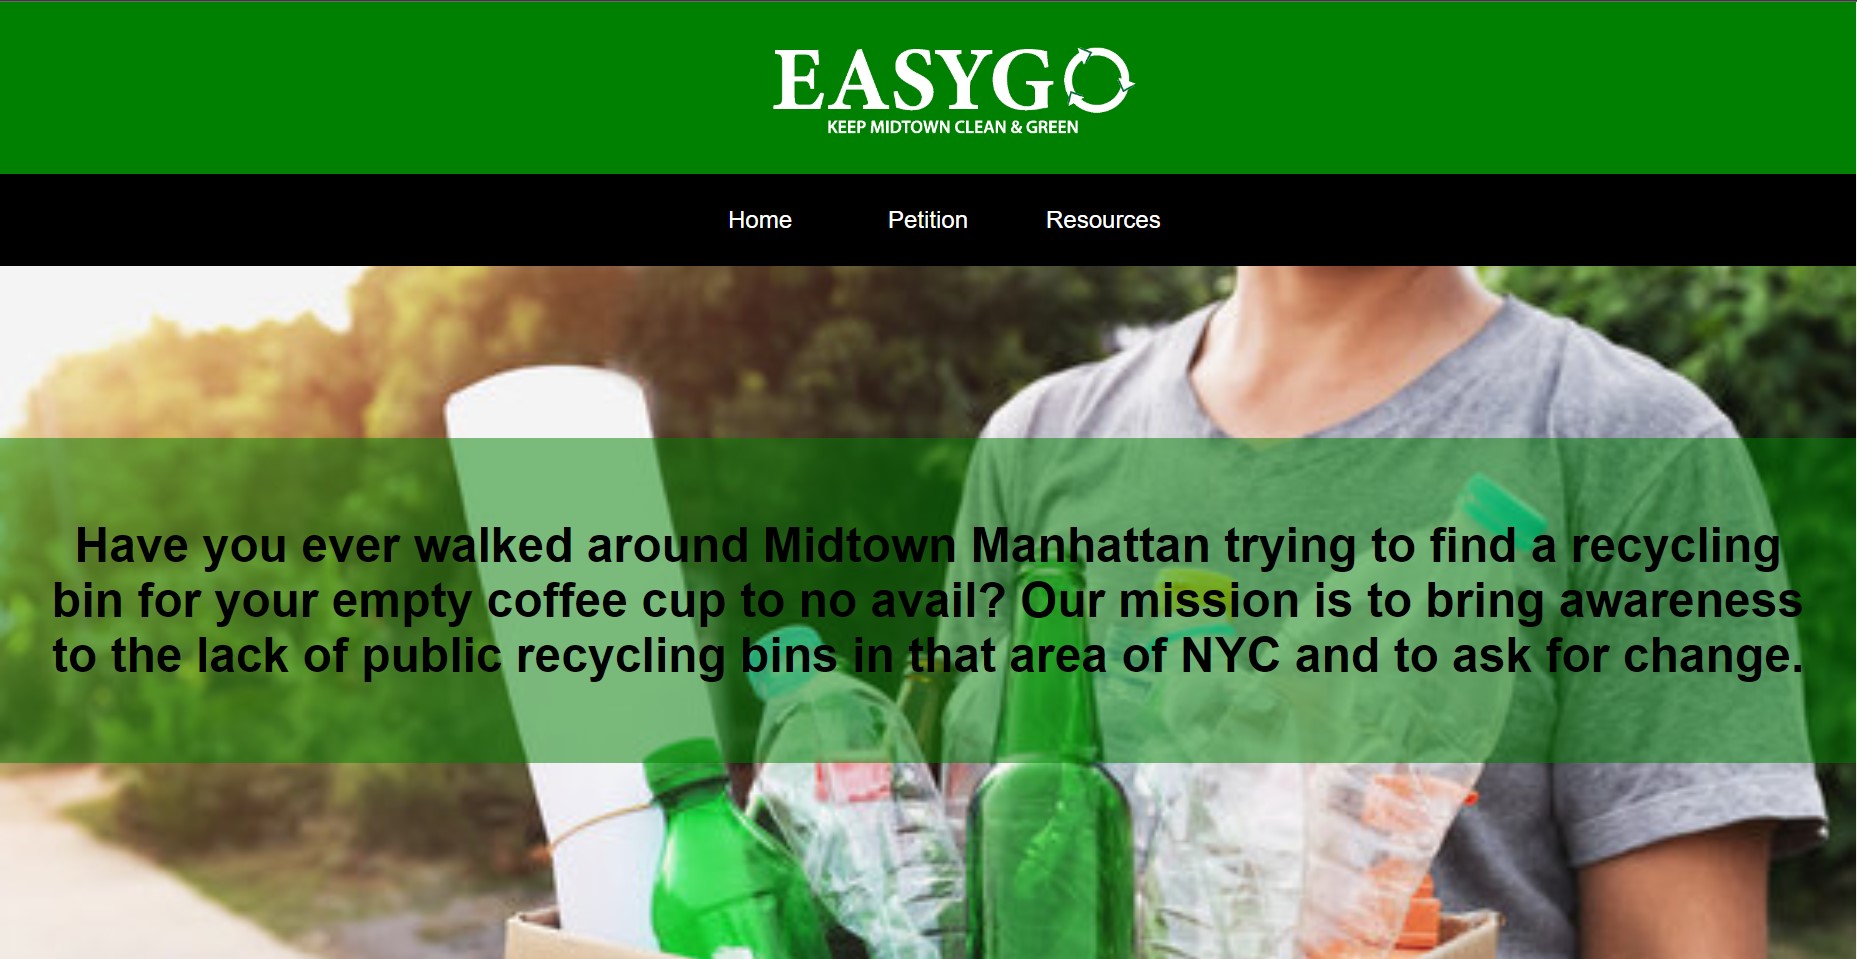 EASYGO
KEEP MIDTOWN CLEAN & GREEN
Home Petition Resources
Have you ever walked around Midtown Manhattan trying to find a recycling
bin for your empty coffee cup to no avail? Our mission is to bring awareness
to the lack of public recycling bins in that area of NYC and to ask for change.